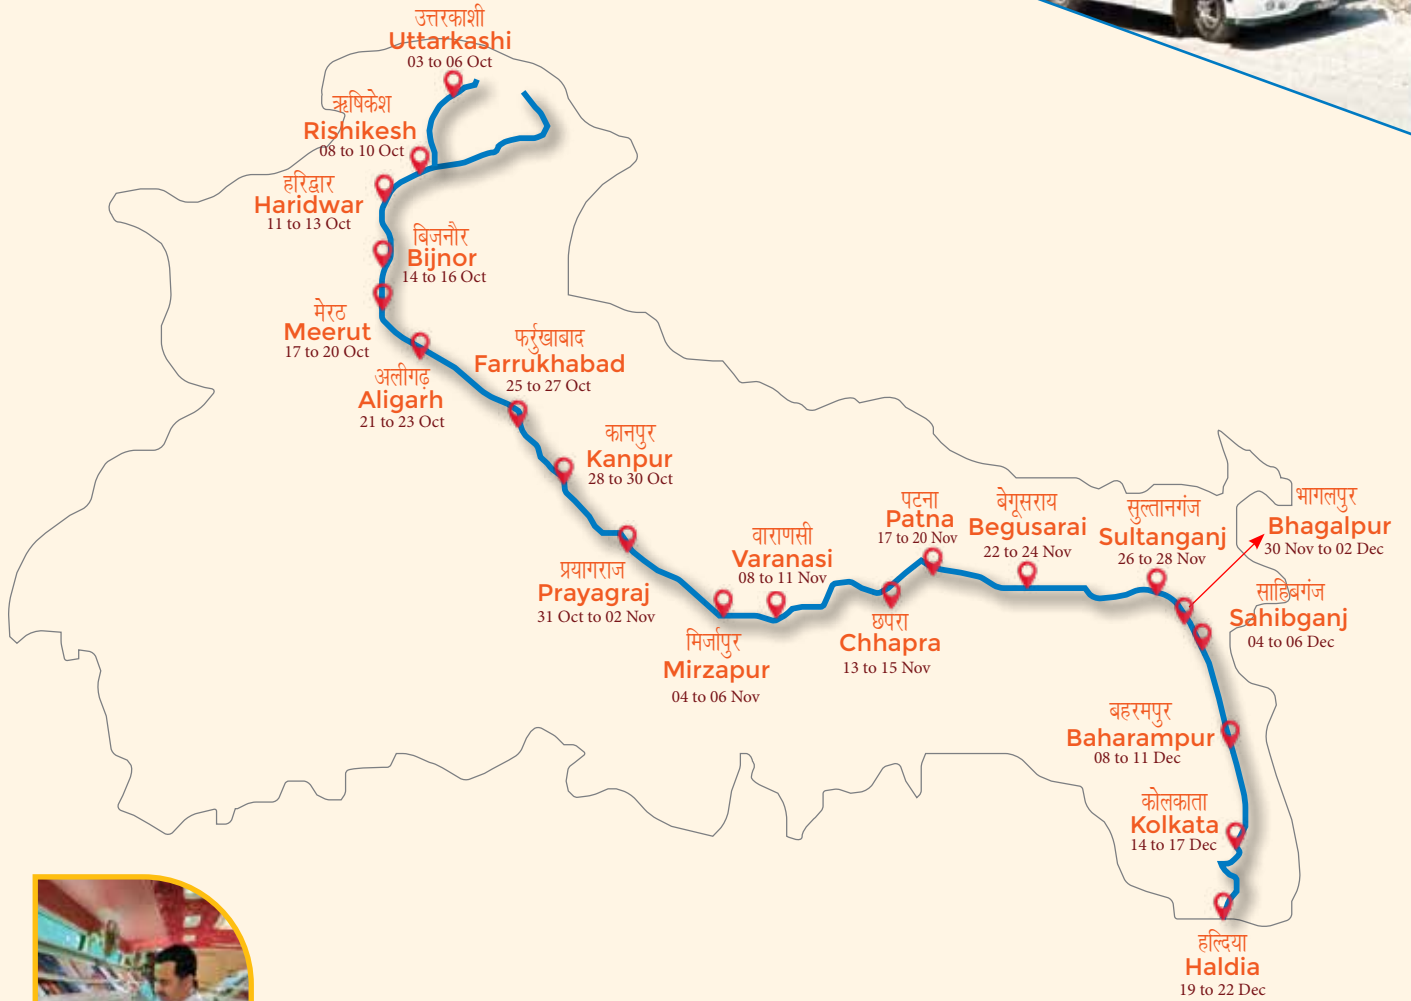 उत्तरकाशी
Uttarkashi
03 to 06 Oct
ऋषिकेश
Rishikesh
08 to 10 Oct
हरिद्वार
Haridwar
11 to 13 Oct
बिजनौर
Bijnor
14 to 16 Oct
मेरठ
Meerut
17 to 20 Oct
अलीगढ़
Aligarh
21 to 23 Oct
फर्रुखाबाद
Farrukhabad
25 to 27 Oct
कानपुर
Kanpur
28 to 30 Oct
प्रयागराज
Prayagraj
31 Oct to 02 Nov
मिर्जापुर
Mirzapur
04 to 06 Nov
वाराणसी
Varanasi
08 to 11 Nov
छपरा
Chhapra
13 to 15 Nov
पटना
Patna
17 to 20 Nov
बेगूसराय
Begusarai
22 to 24 Nov
सुल्तानगंज
Sultanganj
26 to 28 Nov
भागलपुर
Bhagalpur
30 Nov to 02 Dec
साहिबगंज
Sahibganj
04 to 06 Dec
बहरमपुर
Baharampur
08 to 11 Dec
कोलकाता
Kolkata
14 to 17 Dec
हल्दिया
Haldia
19 to 22 Dec